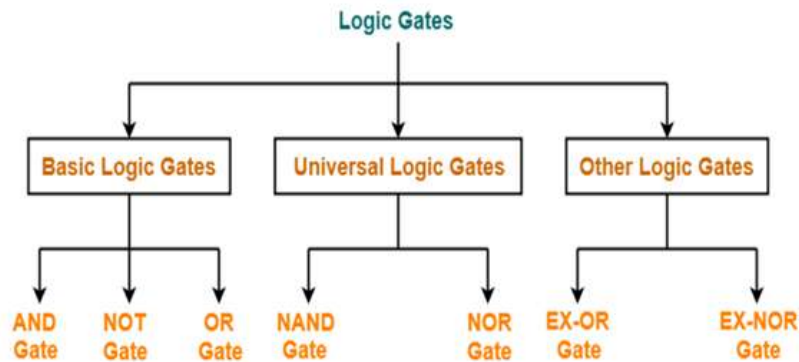 Logic Gates
Basic Logic Gates
Universal Logic Gates
Other Logic Gates
AND
Gate
NOT
Gate
OR
Gate
NAND
Gate
NOR
Gate
EX-OR
Gate
EX-NOR
Gate